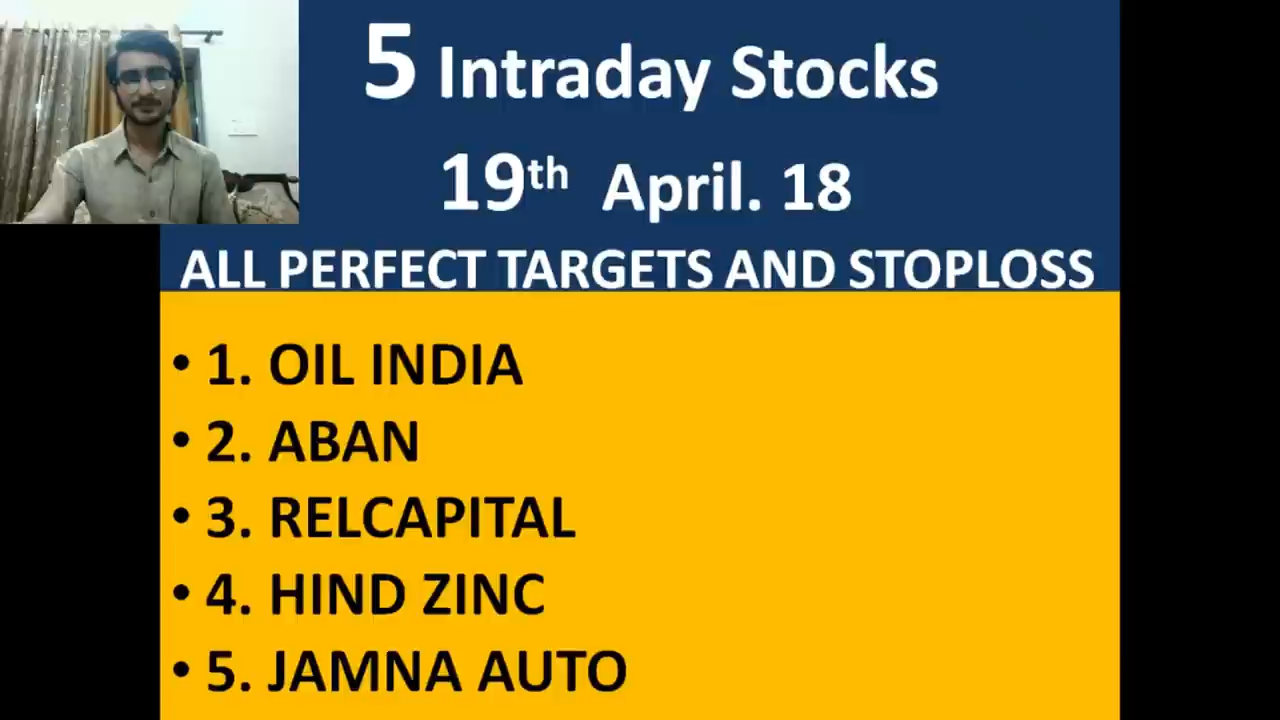 5 Intraday Stocks
19th April. 18
ALL PERFECT TARGETS AND STOPLOSS
• 1. OIL INDIA
• 2. ABAN
• 3. RELCAPITAL
• 4. HIND ZINC
• 5. JAMNA AUTO